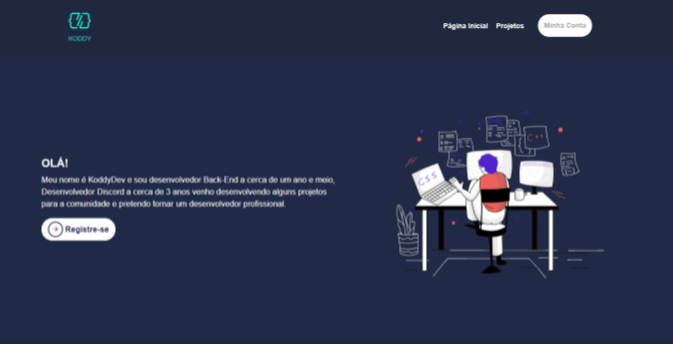 KODDY
Página Inicial
Projetos
Minha Conta
OLÁ!
Meu nome é KoddyDev e sou desenvolvedor Back-End a cerca de um ano e meio,
Desenvolvedor Discord a cerca de 3 anos venho desenvolvendo alguns projetos
para a comunidade e pretendo tornar um desenvolvedor profissional.
Registre-se
CSS
C++